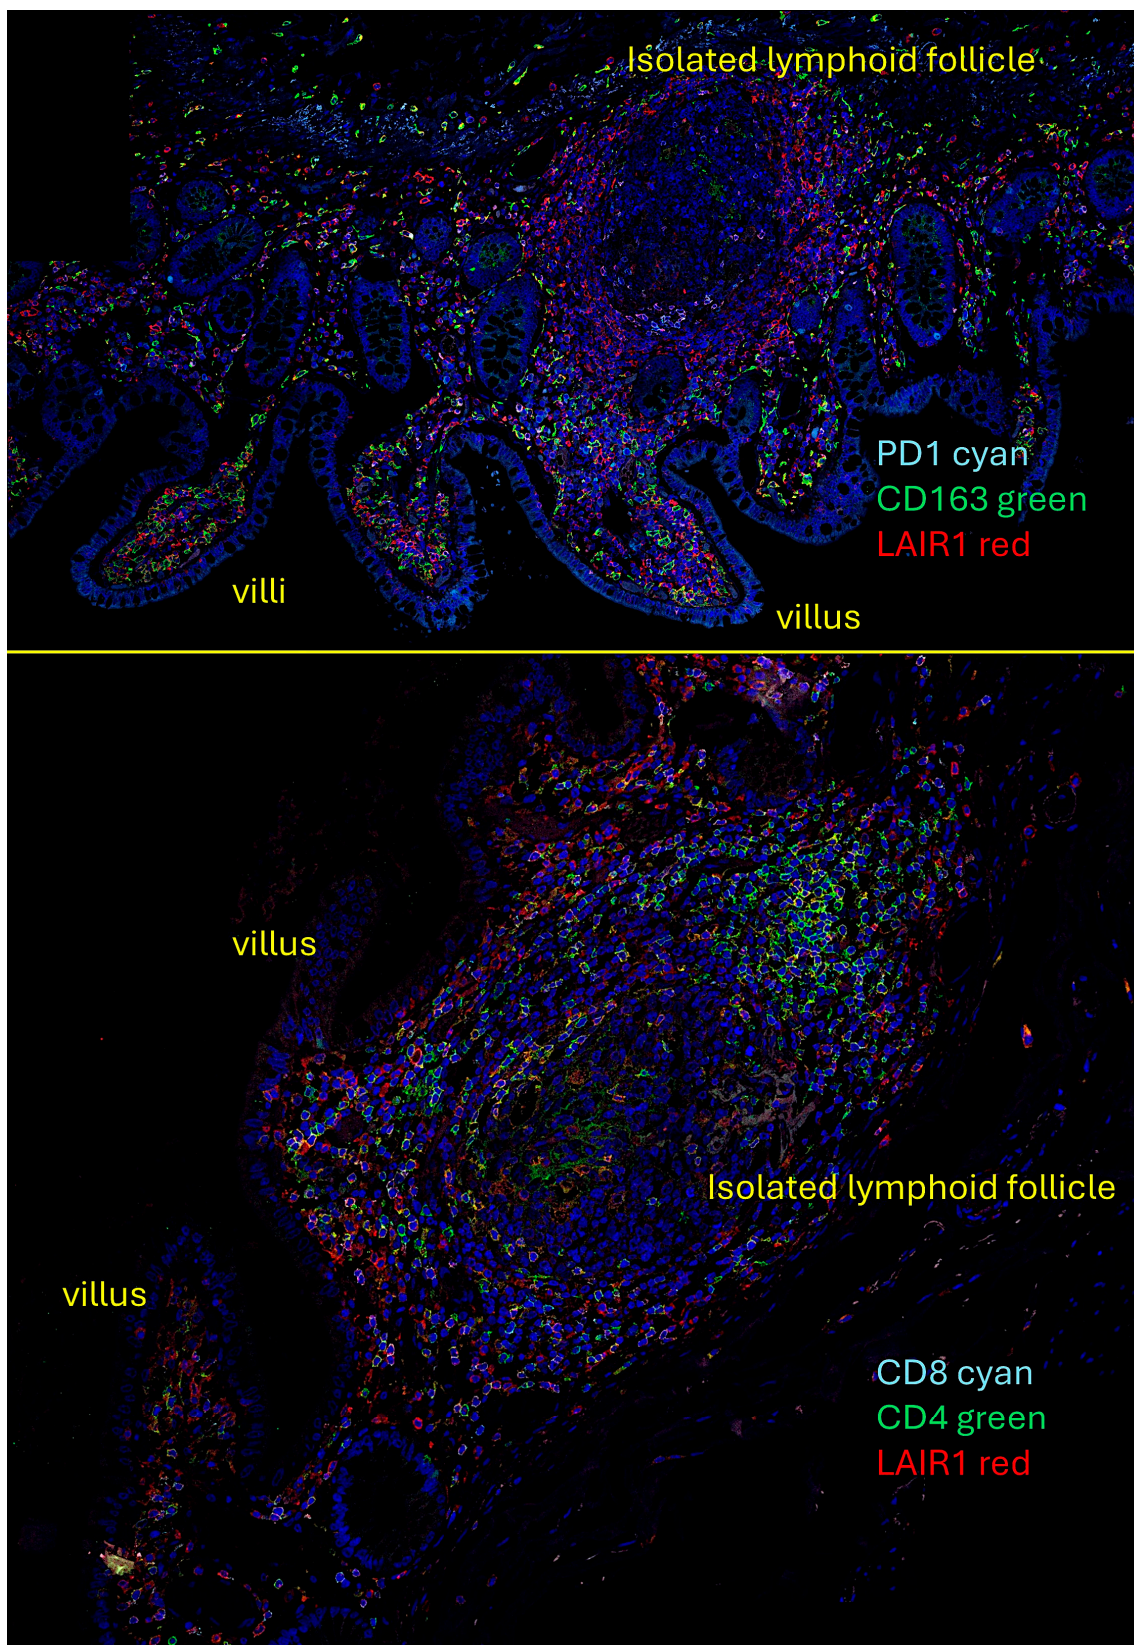 Isolated lymphoid follicle
PD1 cyan
CD163 green
LAIR1 red
villi
villus
villus
Isolated lymphoid follicle
villus
CD8 cyan
CD4 green
LAIR1 red